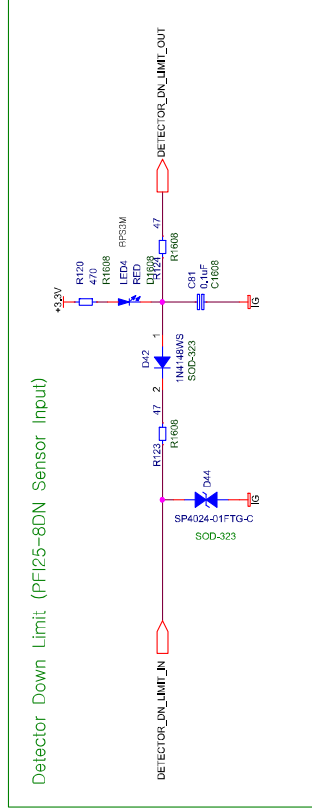 Detector Down Limit (PFI25-8DN Sensor Input)
+3.3V
R120
470
R1608
LED4
RED
D1608
RPS3M
DETECTOR_DN_LIMIT_IN
R123
47
R1608
2
D42
1
1N4148WS
SOD-323
R124
47
R1608
DETECTOR_DN_LIMIT_OUT
D44
SP4024-01FTG-C
SOD-323
IG
C81
0.1uF
C1608
IG